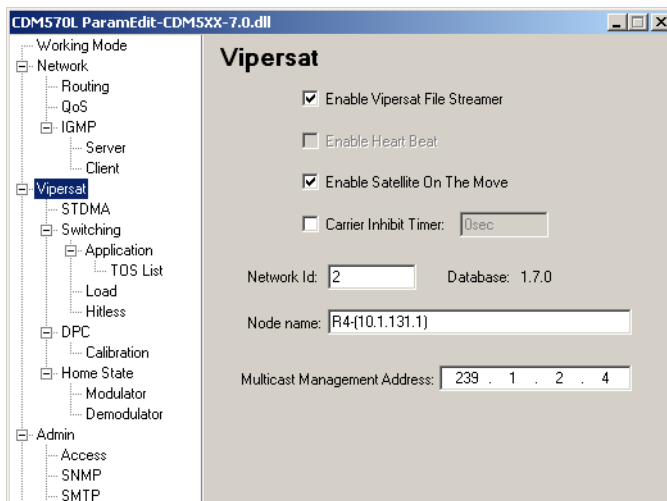 CDM570L ParamEdit-CDM5XX-7.0.dll
Working Mode
Network
Routing
QoS
IGMP
Server
Client
Vipersat
STDMA
Switching
Application
TOS List
Load
Hitless
DPC
Calibration
Home State
Modulator
Demodulator
Admin
Access
SNMP
SMTP
Vipersat
Enable Vipersat File Streamer
Enable Heart Beat
Enable Satellite On The Move
Carrier Inhibit Timer: 0sec
Network Id: 2 Database: 1.7.0
Node name: R4-(10.1.131.1)
Multicast Management Address: 239 . 1 . 2 . 4